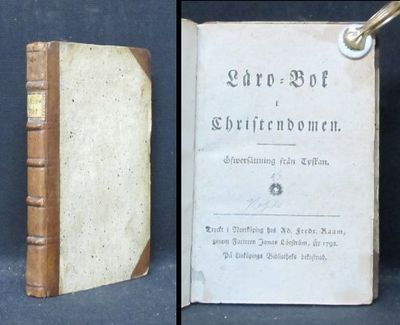 Läro-Bok
i
Christendomen.
Öfwersättning från Tyskan.
Tryckt i Norrköping hos Ad. Fredr. Raam,
genom Factoren Jonas Löfström, år 1792.
På Linköpings Bibliotheks bekostnad.